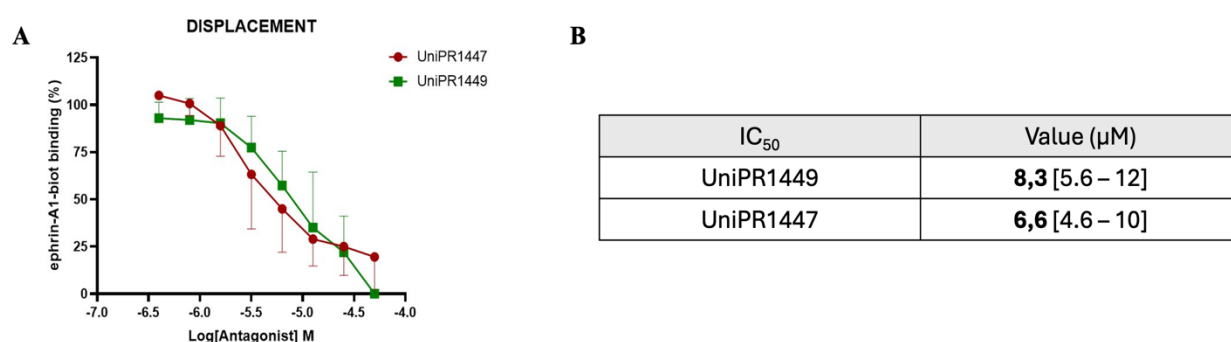 A
DISPLACEMENT
UniPR1447
UniPR1449
ephrin-A1-biot binding (%)
125
100
75
50
25
0
-7.0 -6.5 -6.0 -5.5 -5.0 -4.5 -4.0
Log[Antagonist] M
B
IC50 Value (µM)
UniPR1449 8,3 [5.6 – 12]
UniPR1447 6,6 [4.6 – 10]